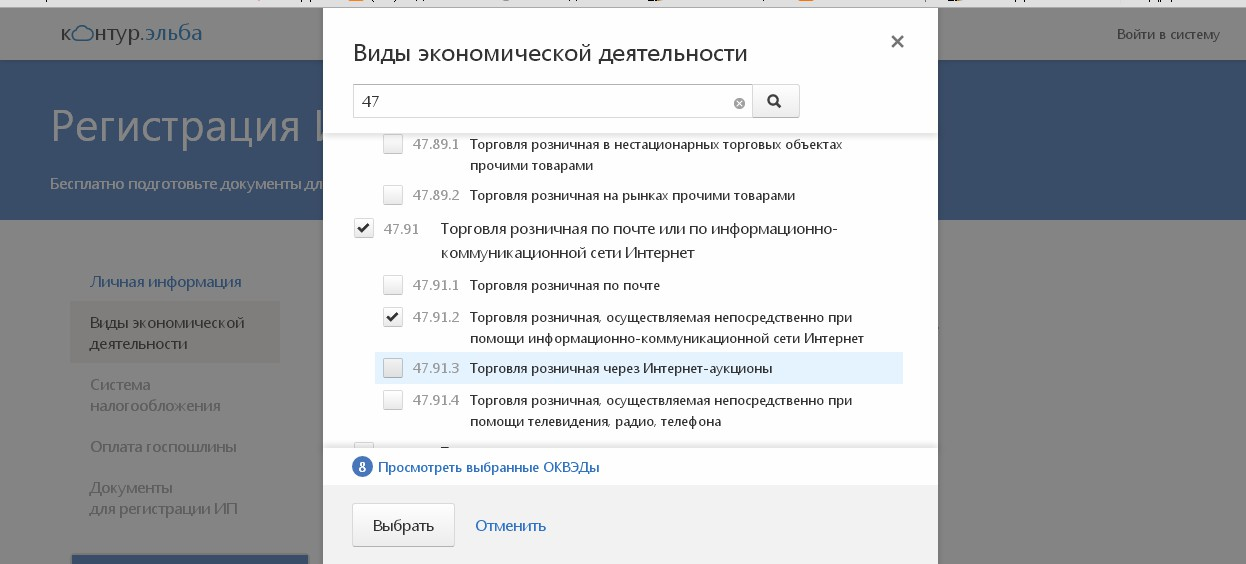 контур.эльба
Войти в систему
Виды экономической деятельности
47
Регистрация
Бесплатно подготовьте документы
47.89.1 Торговля розничная в нестационарных торговых объектах
прочими товарами
47.89.2 Торговля розничная на рынках прочими товарами
47.91 Торговля розничная по почте или по информационно-
коммуникационной сети Интернет
47.91.1 Торговля розничная по почте
47.91.2 Торговля розничная, осуществляемая непосредственно при
помощи информационно-коммуникационной сети Интернет
47.91.3 Торговля розничная через Интернет-аукционы
47.91.4 Торговля розничная, осуществляемая непосредственно при
помощи телевидения, радио, телефона
8 Просмотреть выбранные ОКВЭДы
Выбрать Отменить
Личная информация
Виды экономической
деятельности
Система
налогообложения
Оплата госпошлины
Документы
для регистрации ИП